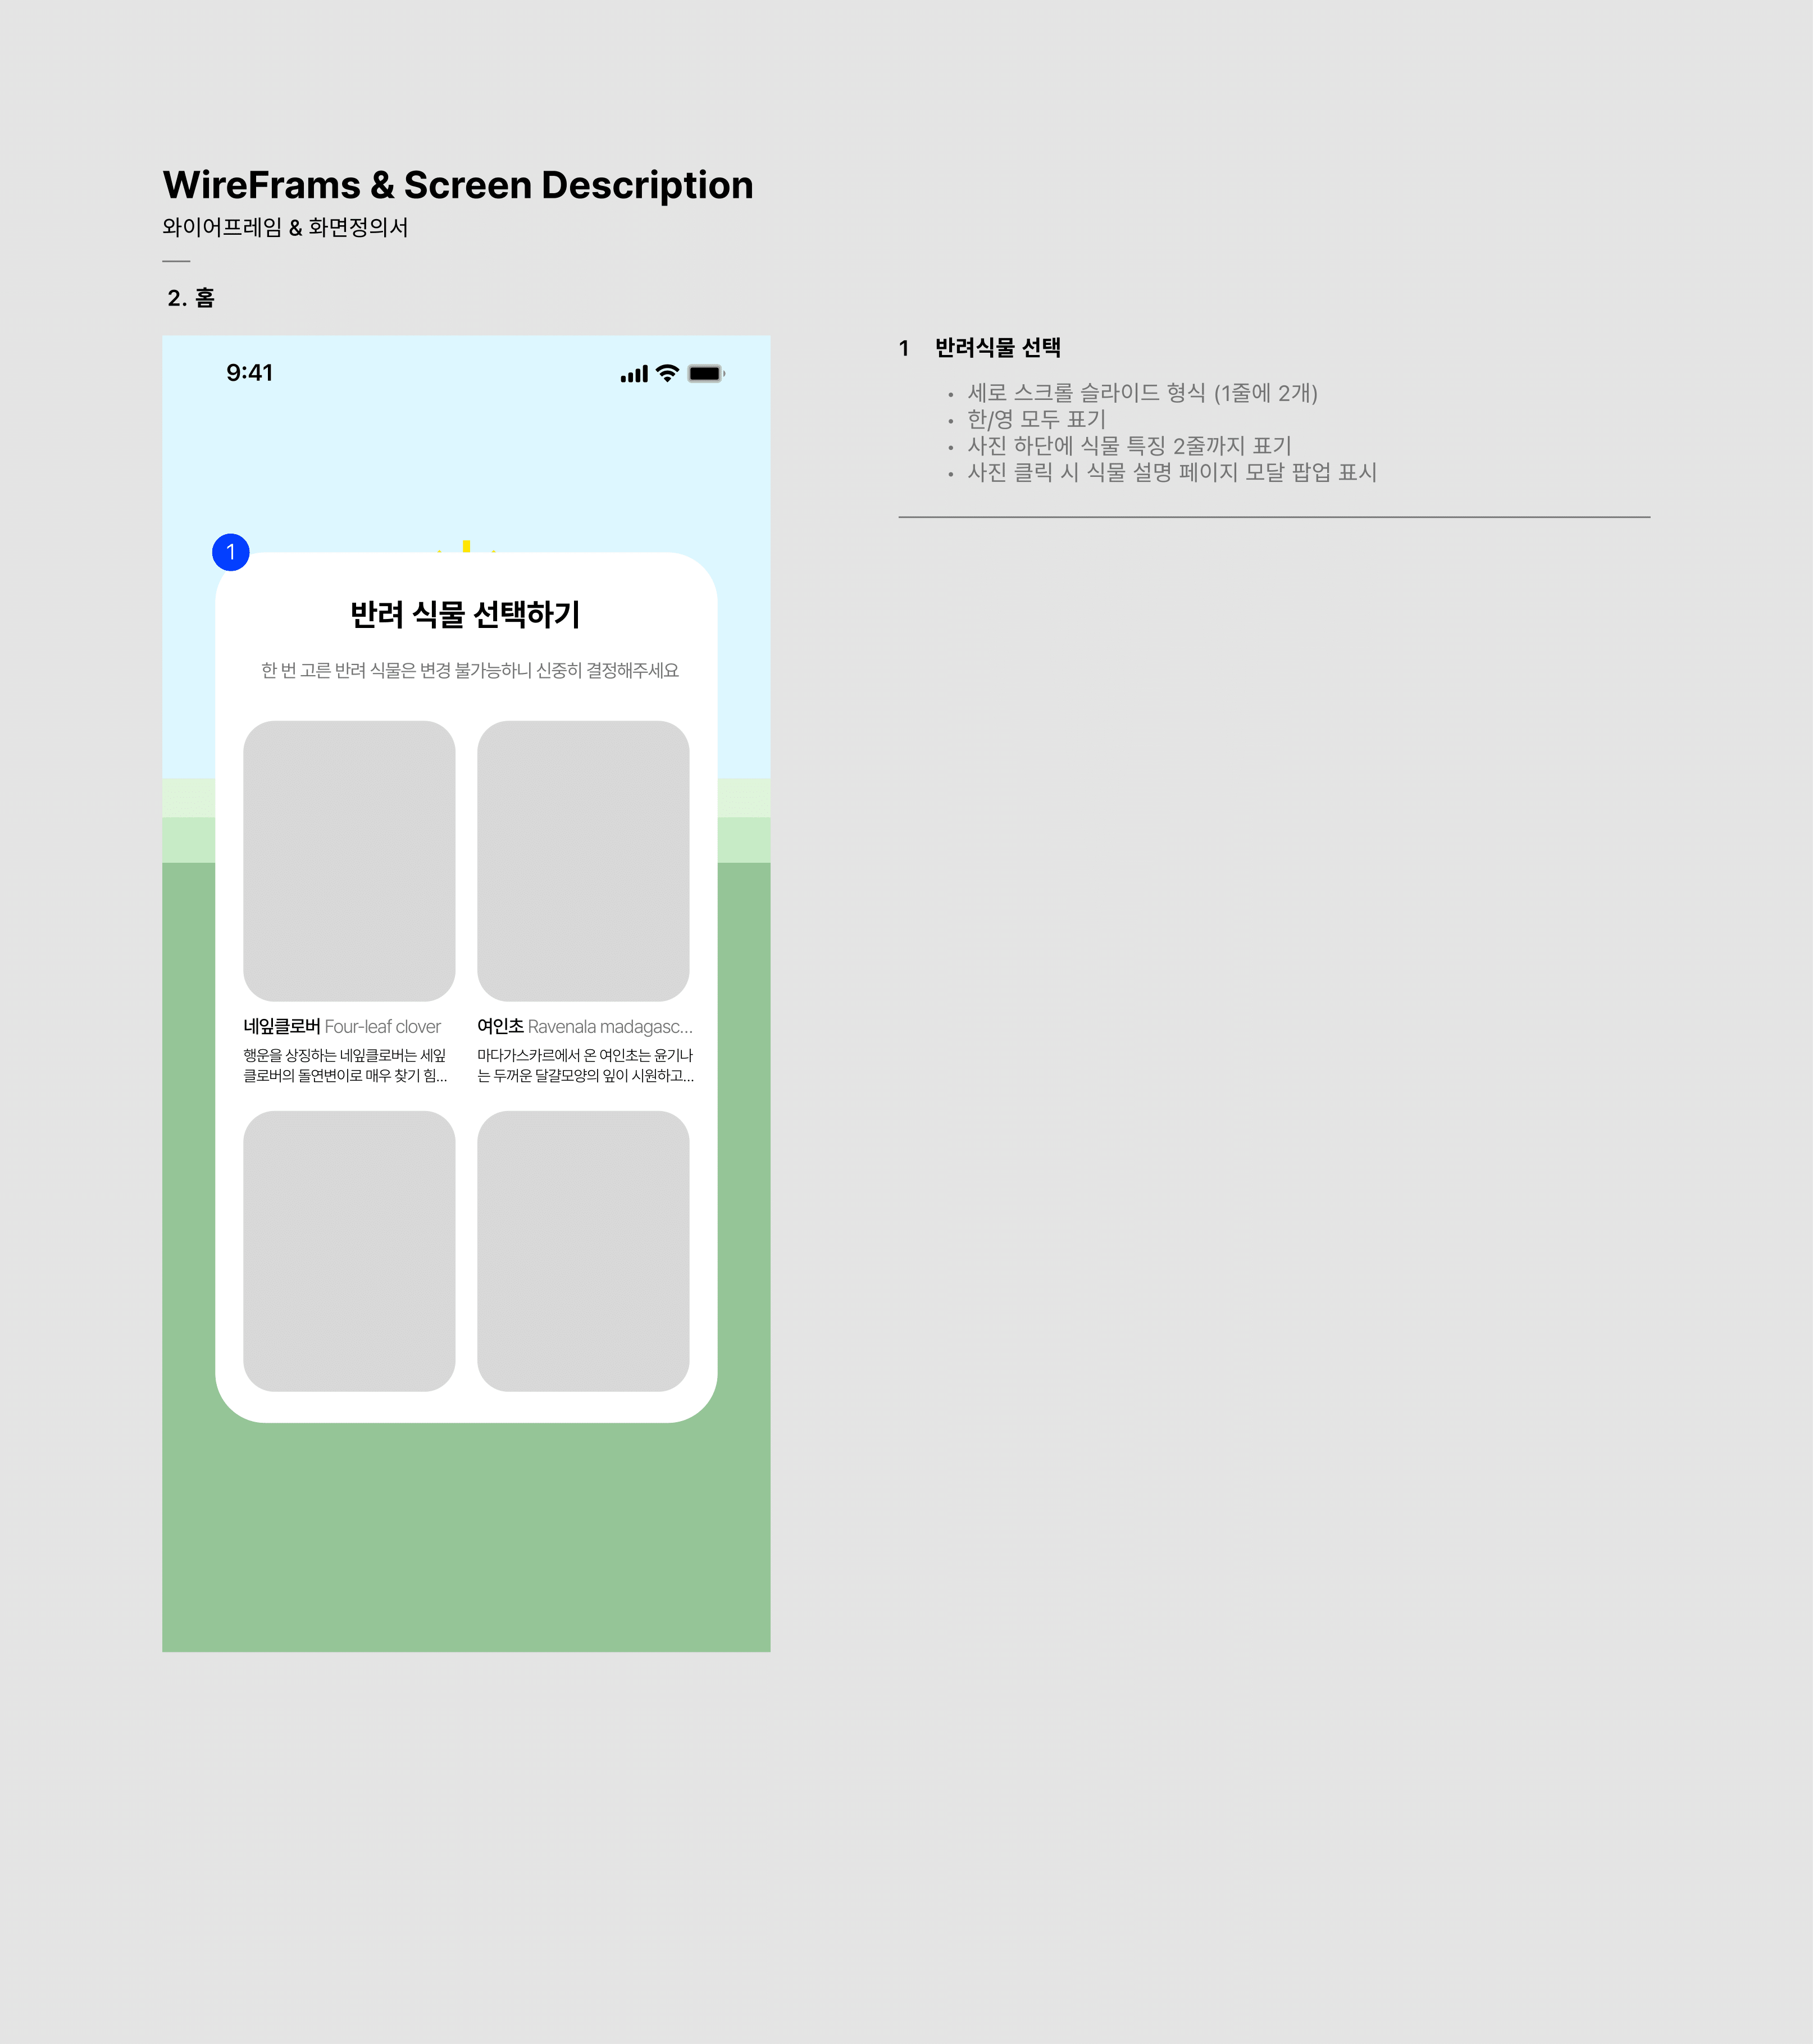 WireFrams & Screen Description
와이어프레임 & 화면정의서
2. 홈
9:41
1
반려 식물 선택하기
한 번 고른 반려 식물은 변경 불가능하니 신중히 결정해주세요
네잎클로버 Four-leaf clover
행운을 상징하는 네잎클로버는 세잎
클로버의 돌연변이로 매우 찾기 힘...
여인초 Ravenala madagasc...
마다가스카르에서 온 여인초는 윤기나
는 두꺼운 달걀모양의 잎이 시원하고...
1 반려식물 선택
• 세로 스크롤 슬라이드 형식 (1줄에 2개)
• 한/영 모두 표기
• 사진 하단에 식물 특징 2줄까지 표기
• 사진 클릭 시 식물 설명 페이지 모달 팝업 표시